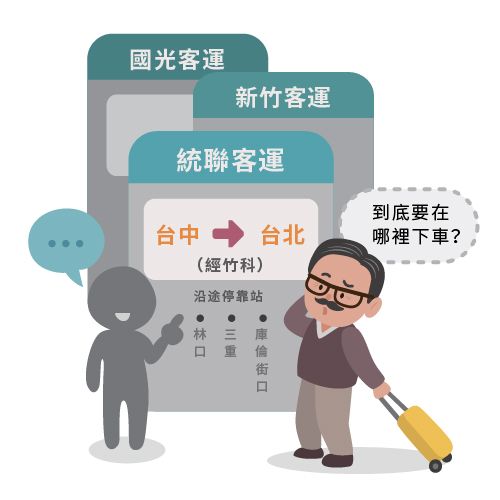 國光客運
新竹客運
統聯客運
台中 → 台北
(經竹科)
沿途停靠站
林口
三重
庫倫街口
到底要在
哪裡下車?